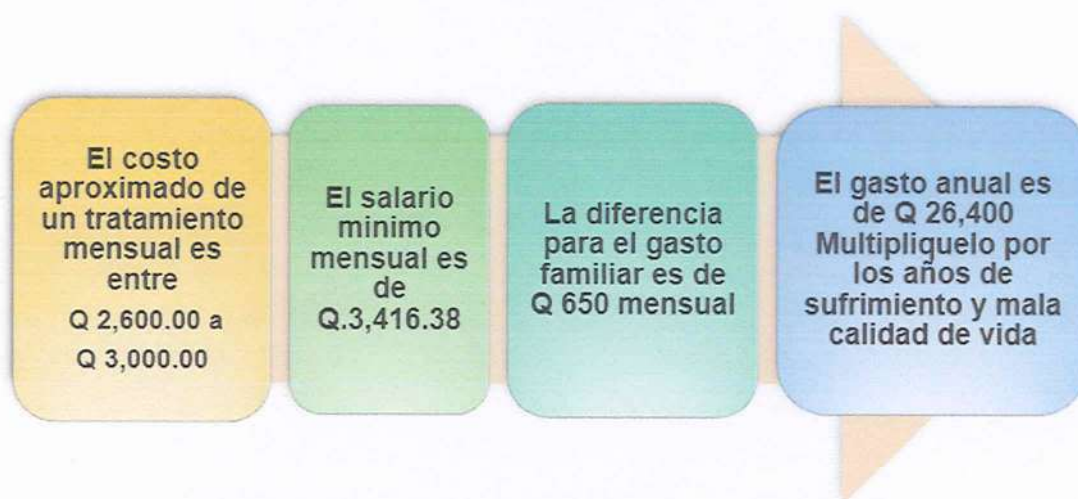 El costo
aproximado de
un tratamiento
mensual es
entre
Q 2,600.00 a
Q 3,000.00
El salario
minimo
mensual es
de
Q.3,416.38
La diferencia
para el gasto
familiar es de
Q 650 mensual
El gasto anual es
de Q 26,400
Multipliquelo por
los años de
sufrimiento y mala
calidad de vida